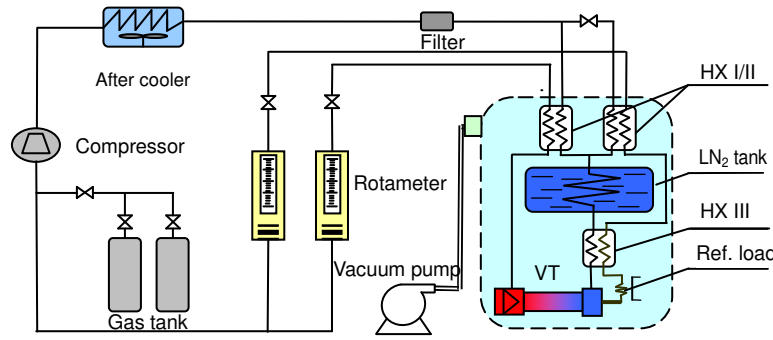 Filter
HX I/II
After cooler
Compressor
LN₂ tank
Rotameter
HX III
Vacuum pump
VT
Ref. load
Gas tank